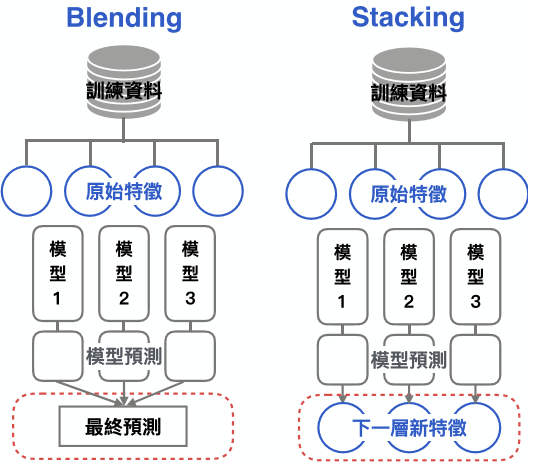 Blending
訓練資料
原始特徵
模型1
模型2
模型3
模型預測
最終預測
Stacking
訓練資料
原始特徵
模型1
模型2
模型3
模型預測
下一層新特徵